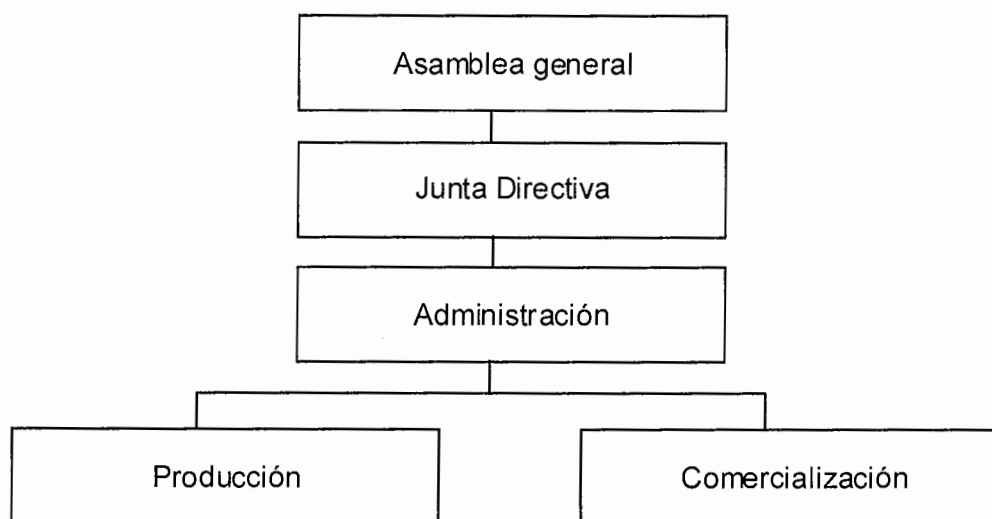 Asamblea general
Junta Directiva
Administración
Producción
Comercialización